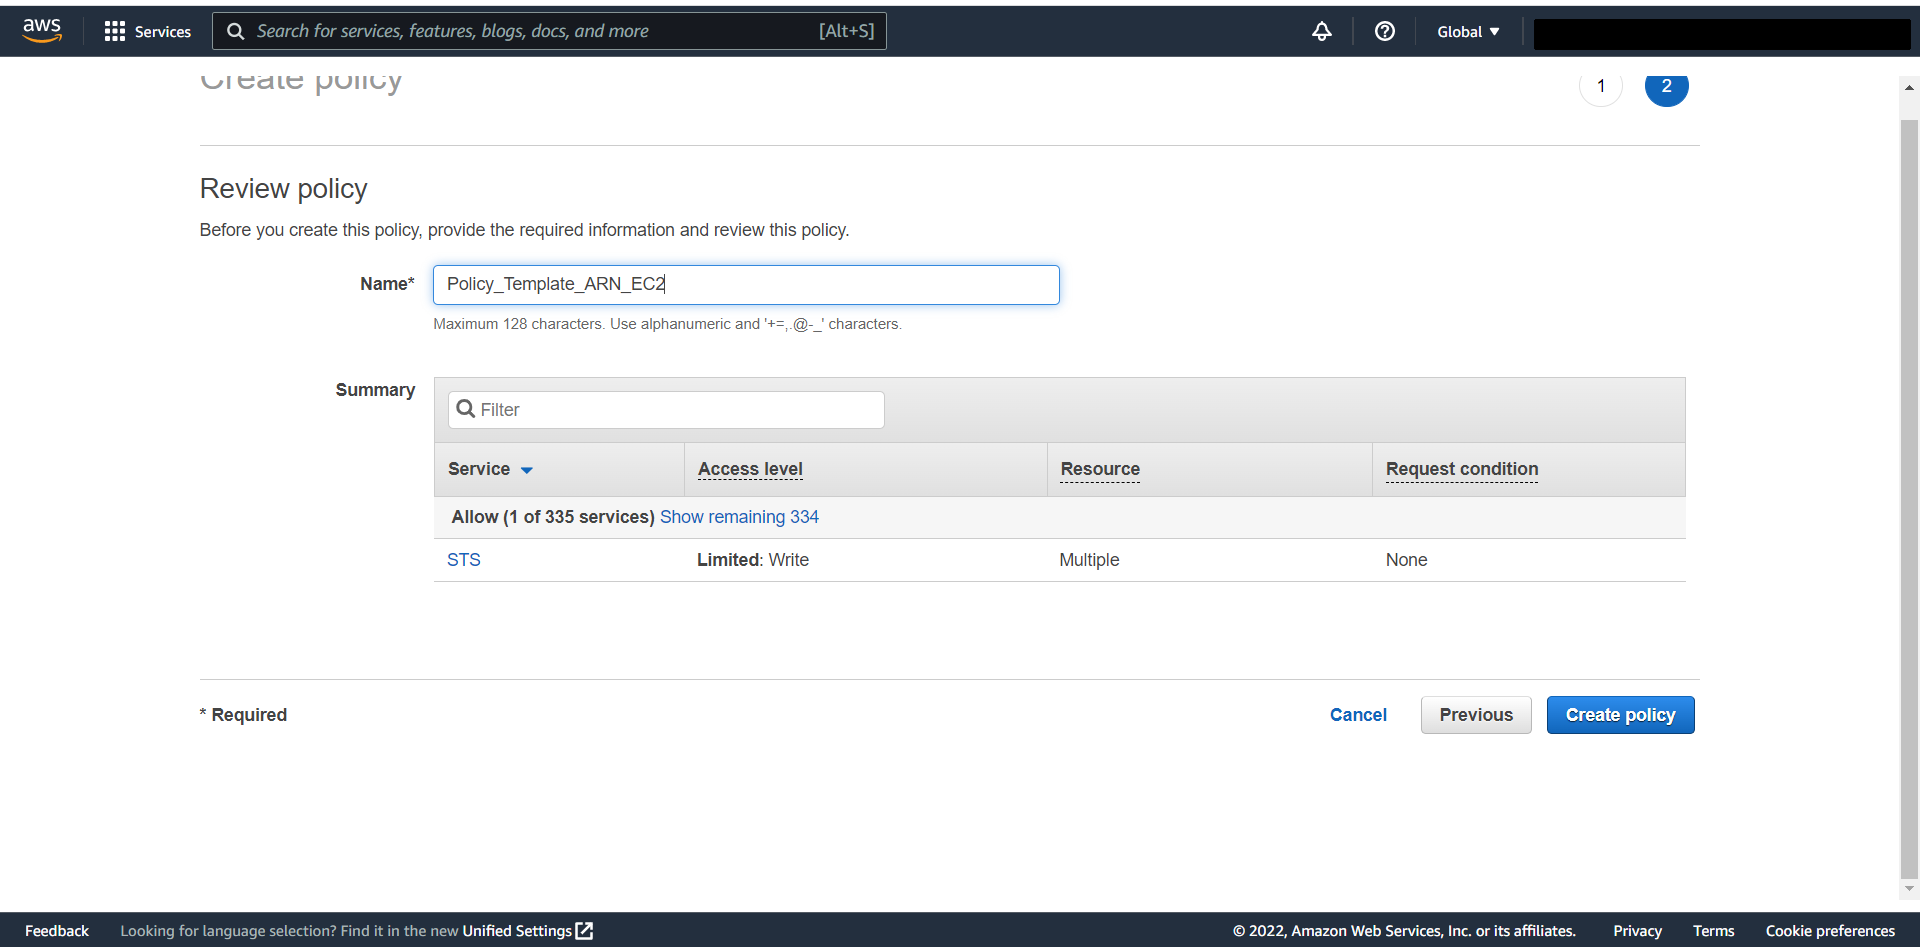 aws
Services
Search for services, features, blogs, docs, and more
[Alt+S]
Global
Create policy
1
2
Review policy
Before you create this policy, provide the required information and review this policy.
Name*
Policy_Template_ARN_EC2
Maximum 128 characters. Use alphanumeric and '+=,.@-_' characters.
Summary
Filter
Service
Access level
Resource
Request condition
Allow (1 of 335 services) Show remaining 334
STS
Limited: Write
Multiple
None
* Required
Cancel
Previous
Create policy
Feedback
Looking for language selection? Find it in the new Unified Settings
© 2022, Amazon Web Services, Inc. or its affiliates.
Privacy
Terms
Cookie preferences